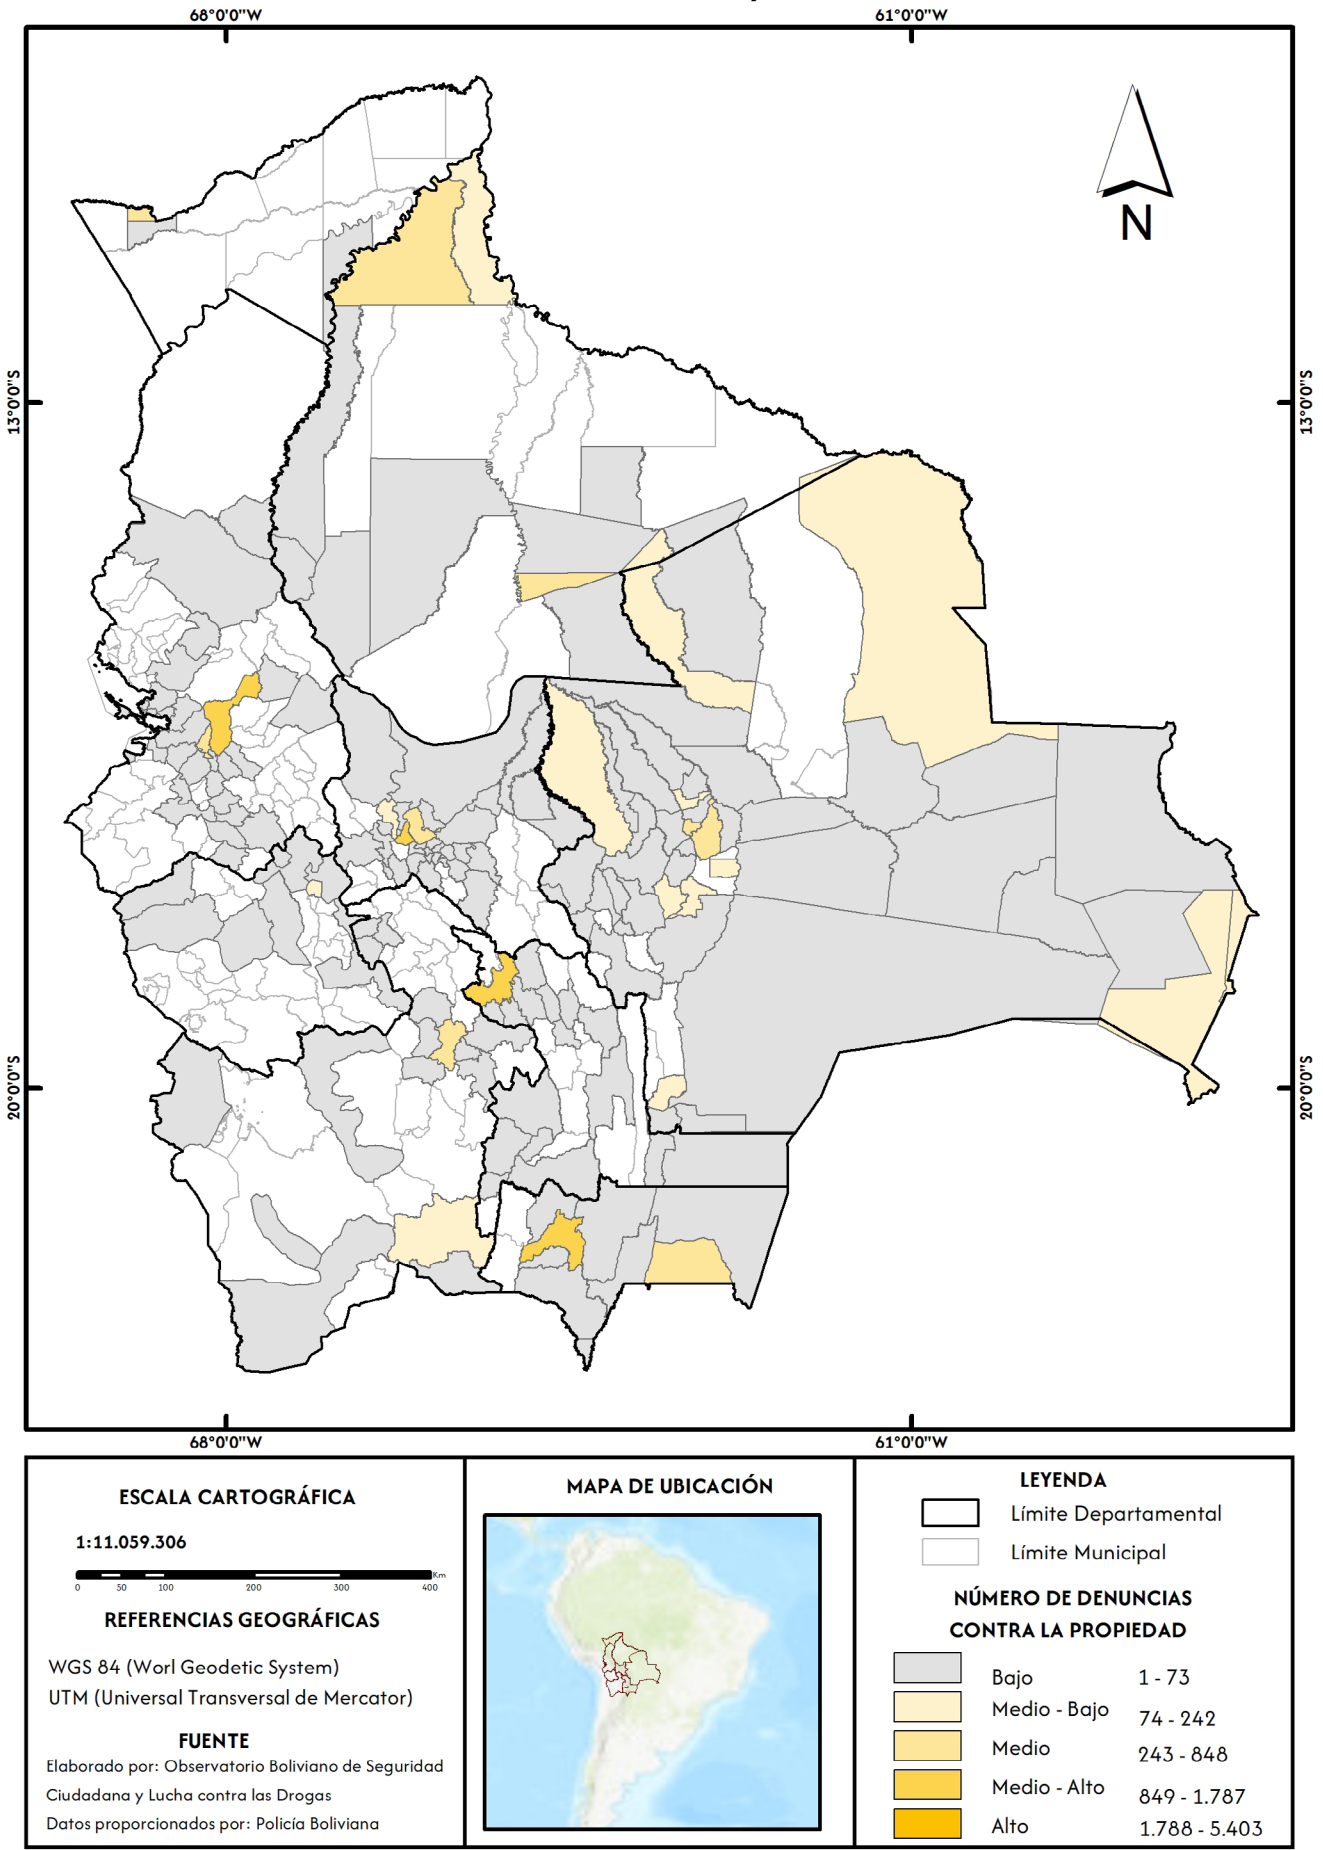 68°0'0"W
61°0'0"W
N
13°0'0"S
13°0'0"S
20°0'0"S
20°0'0"S
68°0'0"W
61°0'0"W
ESCALA CARTOGRÁFICA
1:11.059.306
Km
0 50 100 200 300 400
REFERENCIAS GEOGRÁFICAS
WGS 84 (Worl Geodetic System)
UTM (Universal Transversal de Mercator)
FUENTE
Elaborado por: Observatorio Boliviano de Seguridad
Ciudadana y Lucha contra las Drogas
Datos proporcionados por: Policía Boliviana
MAPA DE UBICACIÓN
LEYENDA
Límite Departamental
Límite Municipal
NÚMERO DE DENUNCIAS
CONTRA LA PROPIEDAD
Bajo 1 - 73
Medio - Bajo 74 - 242
Medio 243 - 848
Medio - Alto 849 - 1.787
Alto 1.788 - 5.403